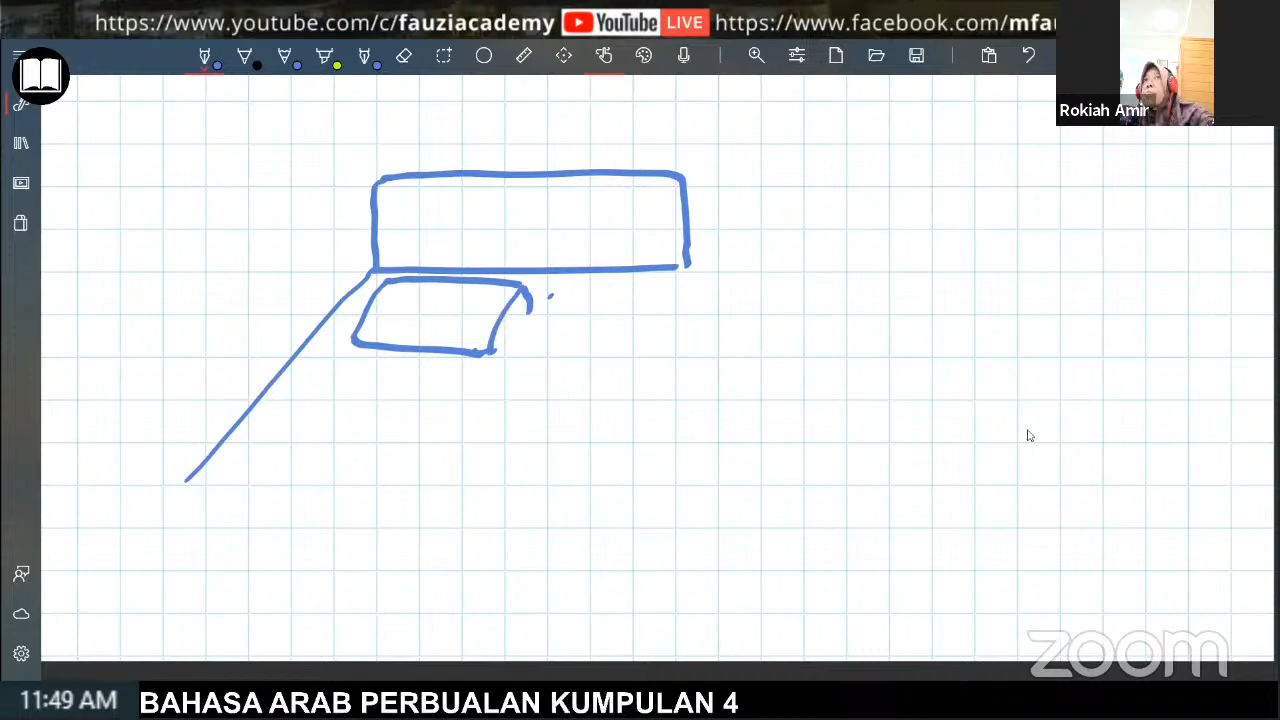 https://www.youtube.com/c/fauziacademy YouTube LIVE https://www.facebook.com/mfau
Rokiah Amir
zoom
11:49 AM BAHASA ARAB PERBUALAN KUMPULAN 4